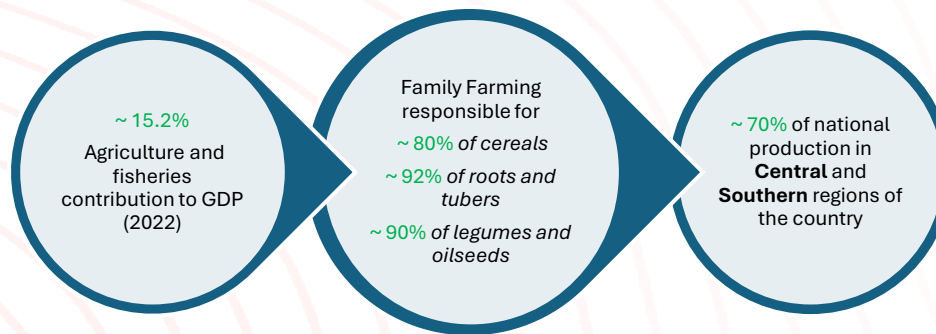 ~ 15.2%
Agriculture and
fisheries
contribution to GDP
(2022)
Family Farming
responsible for
~ 80% of cereals
~ 92% of roots and
tubers
~ 90% of legumes and
oilseeds
~ 70% of national
production in
Central and
Southern regions of
the country